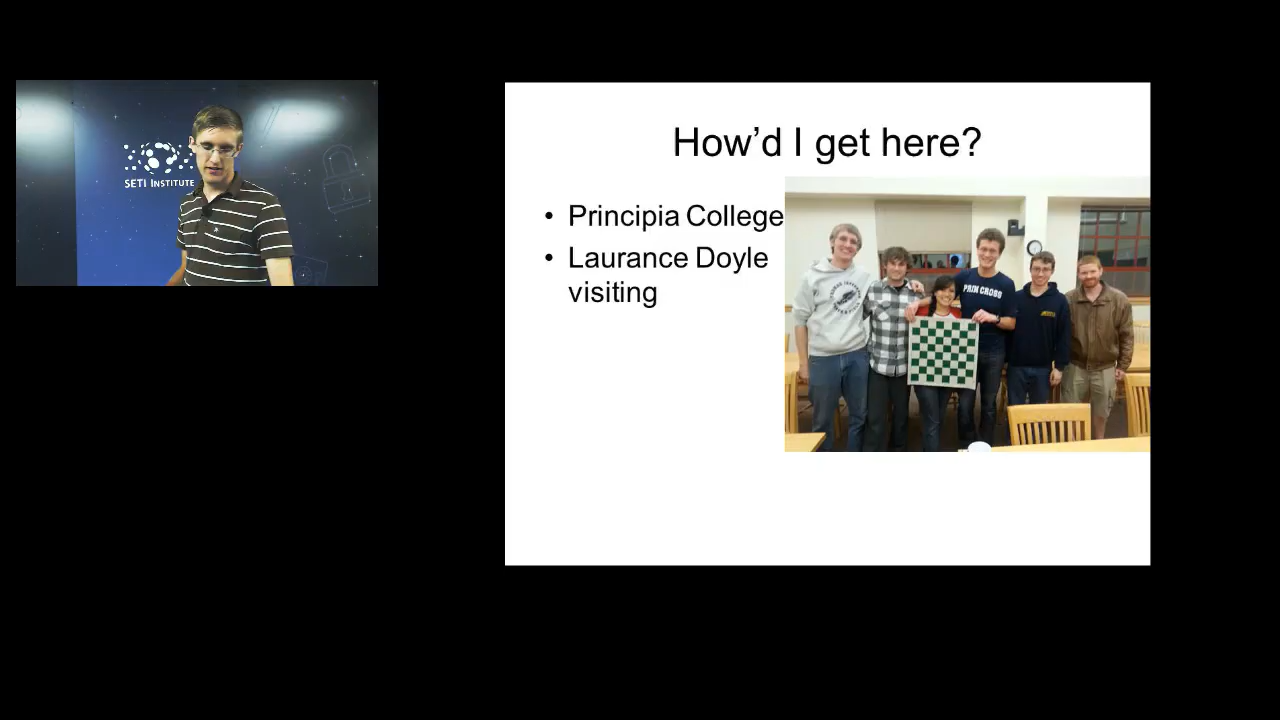 SETI INSTITUTE
How'd I get here?
• Principia College
• Laurance Doyle
visiting
PRIN CROSS